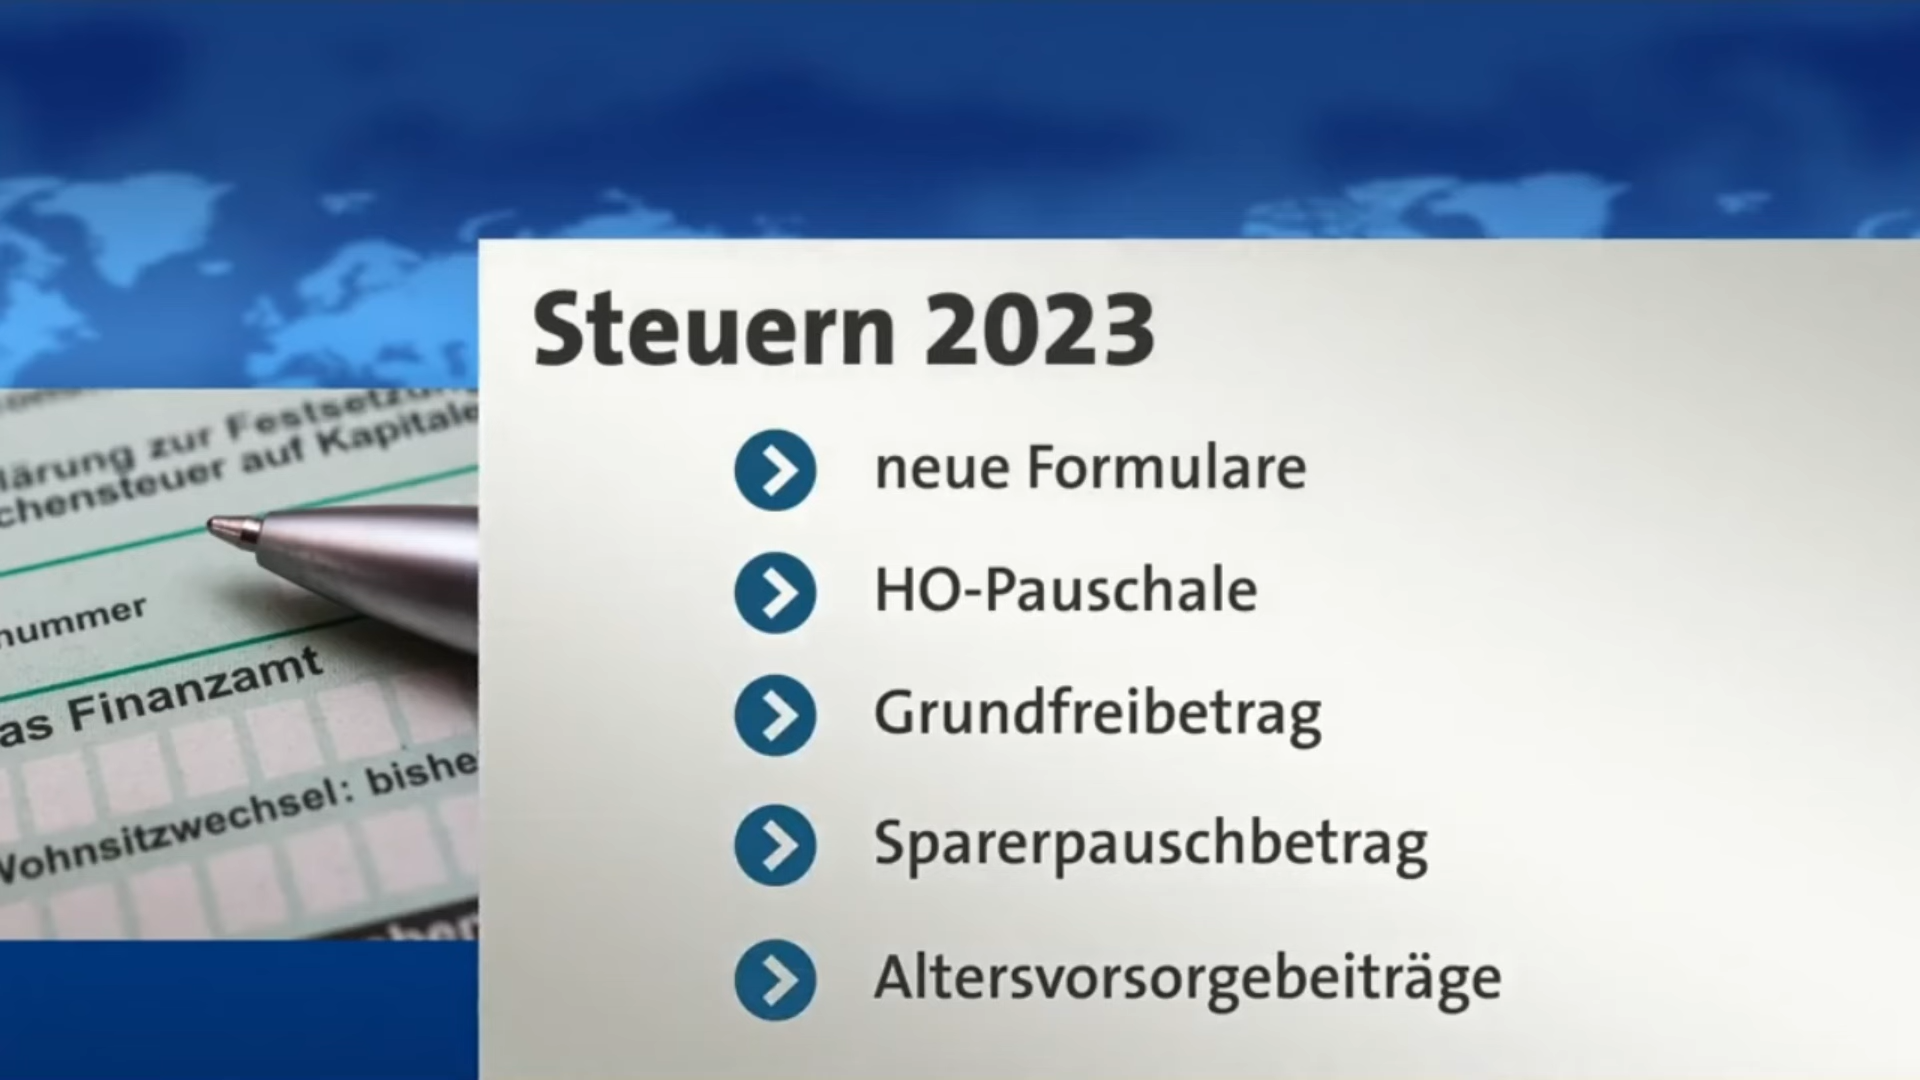 Steuern 2023
neue Formulare
HO-Pauschale
Grundfreibetrag
Sparerpauschbetrag
Altersvorsorgebeiträge
lärung zur Festsetzu
chensteuer auf Kapitale
nummer
as Finanzamt
Wohnsitzwechsel: bishe